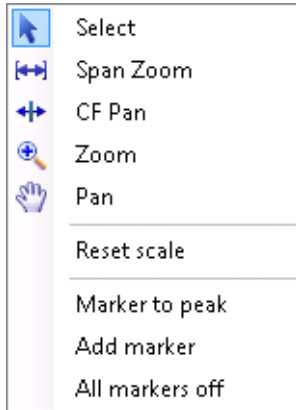 Select
Span Zoom
CF Pan
Zoom
Pan
Reset scale
Marker to peak
Add marker
All markers off